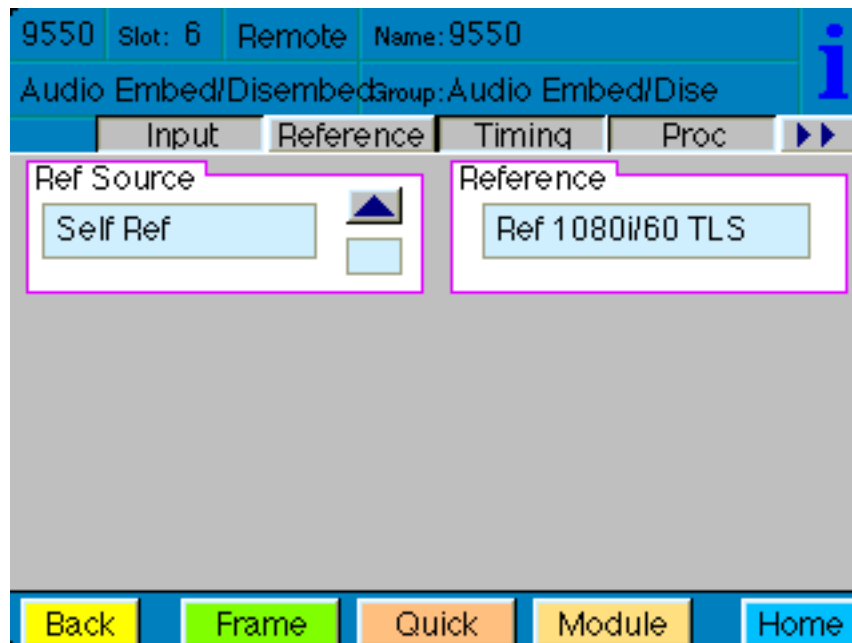 9550 Slot: 6 Remote Name: 9550
Audio Embed/Disembed Group: Audio Embed/Dise
Input Reference Timing Proc
Ref Source Reference
Self Ref Ref 1080i/60 TLS
Back Frame Quick Module Home